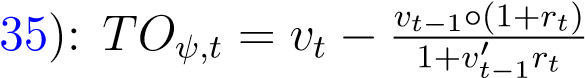 35): $TO_{\psi,t} = v_t - \frac{v_{t-1} \circ (1+r_t)}{1+v'_{t-1} r_t}$